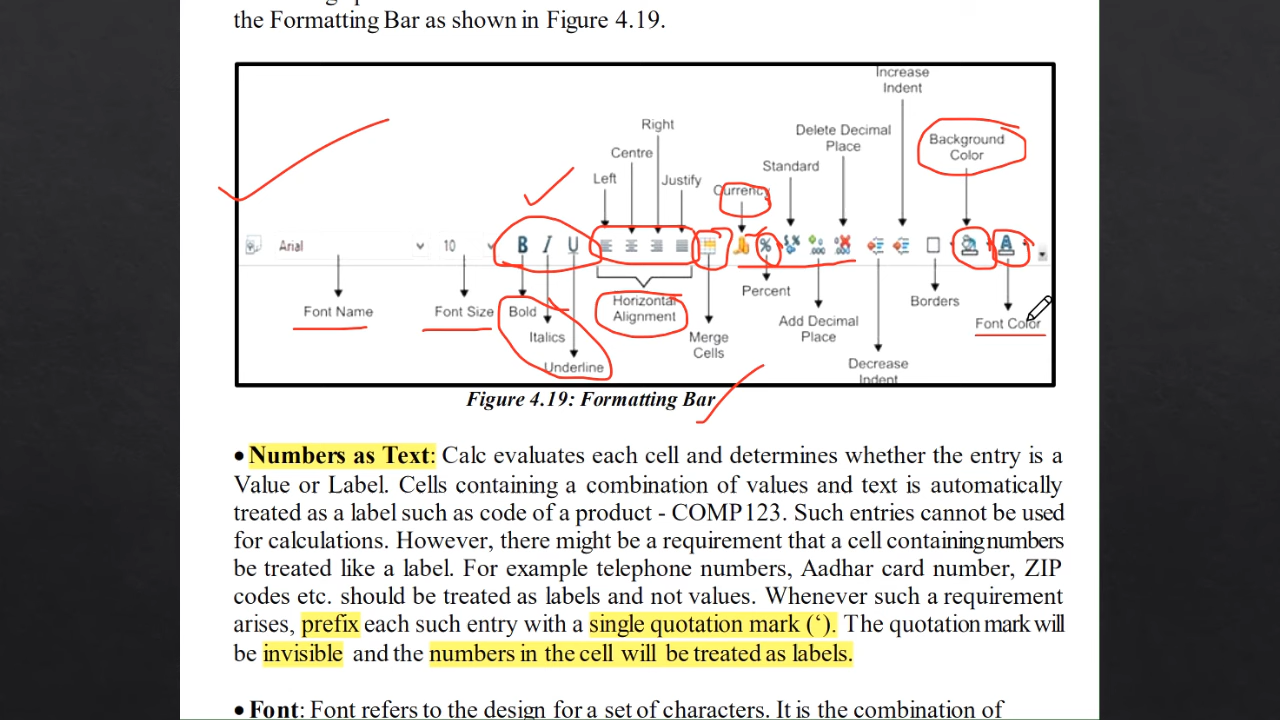 the Formatting Bar as shown in Figure 4.19.
Increase
Indent
Right
Delete Decimal
Place
Background
Color
Centre
Standard
Left
Justify
Currency
Arial
10
B I U
%
A
Font Name
Font Size
Bold
Horizontal
Alignment
Percent
Borders
Italics
Merge
Cells
Add Decimal
Place
Font Color
Underline
Decrease
Indent
Figure 4.19: Formatting Bar
• Numbers as Text: Calc evaluates each cell and determines whether the entry is a
Value or Label. Cells containing a combination of values and text is automatically
treated as a label such as code of a product - COMP123. Such entries cannot be used
for calculations. However, there might be a requirement that a cell containing numbers
be treated like a label. For example telephone numbers, Aadhar card number, ZIP
codes etc. should be treated as labels and not values. Whenever such a requirement
arises, prefix each such entry with a single quotation mark (‘). The quotation mark will
be invisible and the numbers in the cell will be treated as labels.
• Font: Font refers to the design for a set of characters. It is the combination of